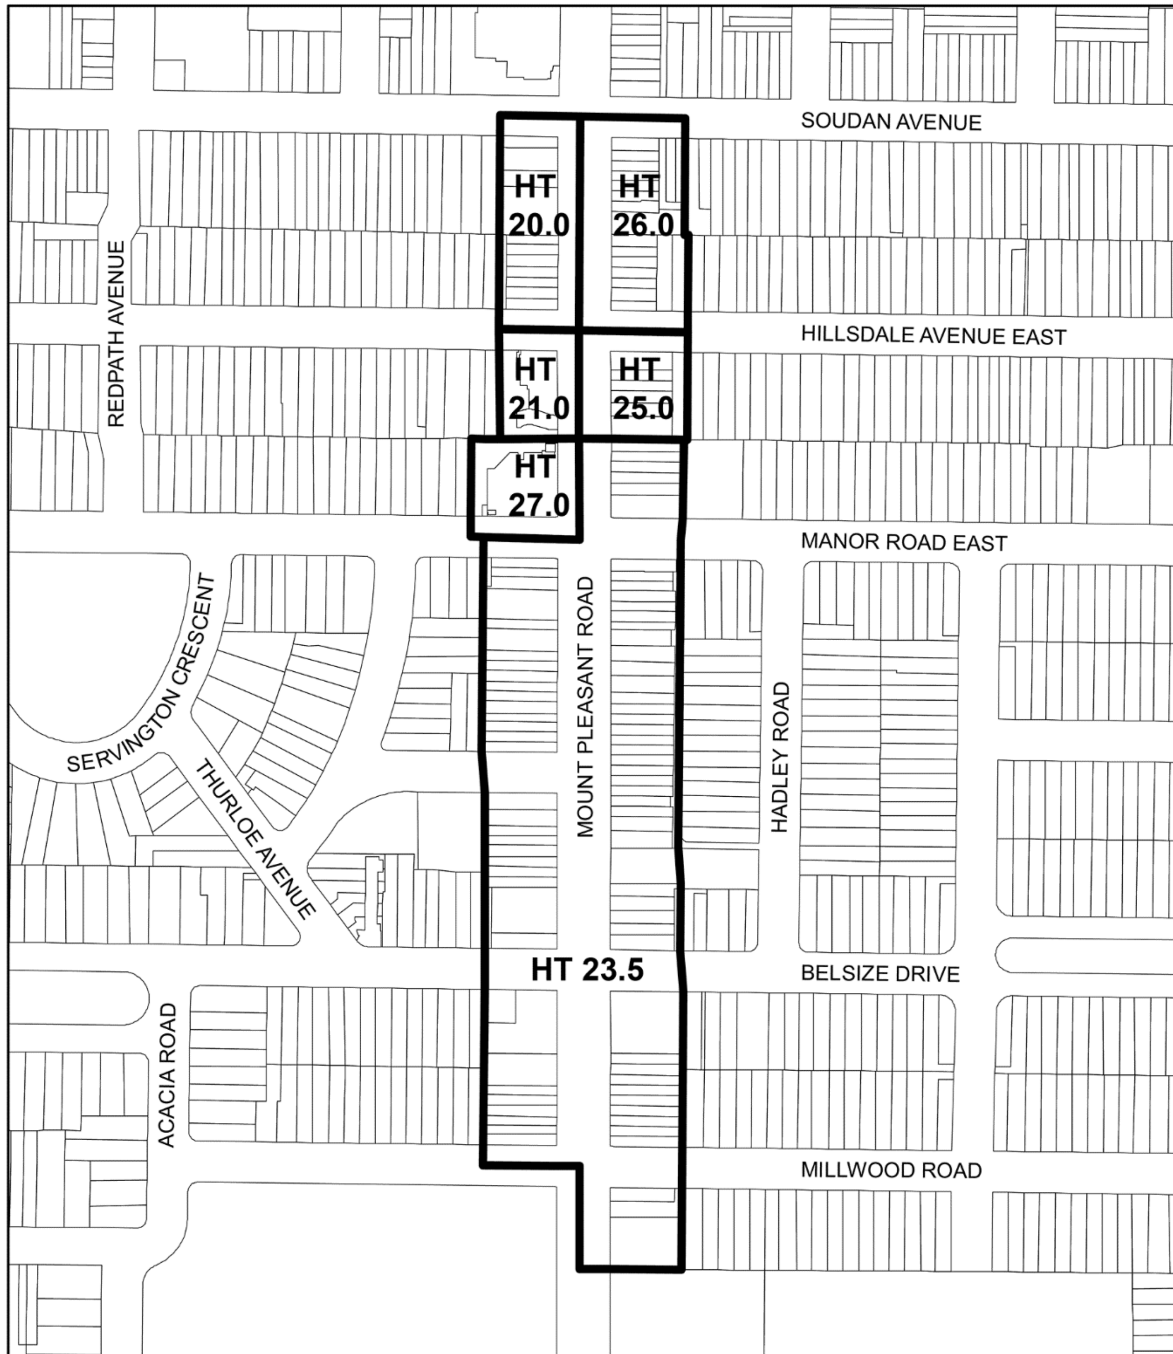 SOUDAN AVENUE
HT
20.0
HT
26.0
REDPATH AVENUE
HILLSDALE AVENUE EAST
HT
21.0
HT
25.0
HT
27.0
MANOR ROAD EAST
SERVINGTON CRESCENT
MOUNT PLEASANT ROAD
HADLEY ROAD
THURLOE AVENUE
HT 23.5
BELSIZE DRIVE
ACACIA ROAD
MILLWOOD ROAD